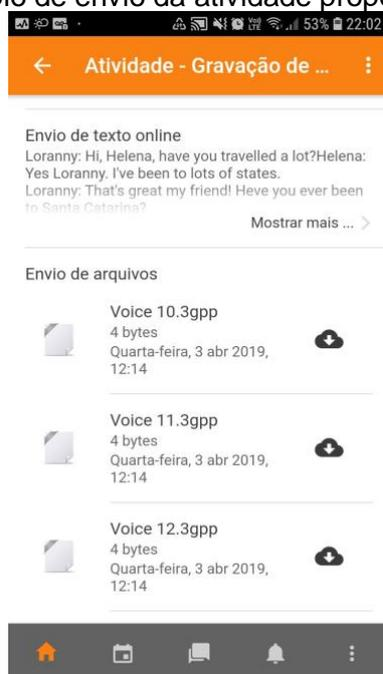 de envio da atividade
53% 22:02
Atividade - Gravação de ...
Envio de texto online
Loranny: Hi, Helena, have you travelled a lot?Helena:
Yes Loranny. I've been to lots of states.
Loranny: That's great my friend! Heve you ever been
to Santa Catarina?
Mostrar mais ...
Envio de arquivos
Voice 10.3gpp
4 bytes
Quarta-feira, 3 abr 2019,
12:14
Voice 11.3gpp
4 bytes
Quarta-feira, 3 abr 2019,
12:14
Voice 12.3gpp
4 bytes
Quarta-feira, 3 abr 2019,
12:14